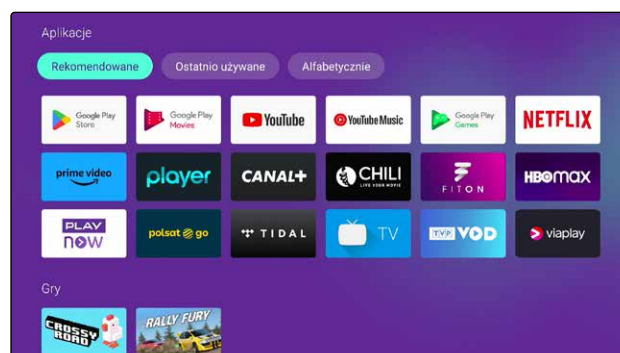 Aplikacje
Rekomendowane Ostatnio używane Alfabetycznie
Google Play Store
Google Play Movies
YouTube
YouTube Music
Google Play Games
NETFLIX
prime video
player
CANAL+
CHILI
LIVE YOUR MOVIE
FITON
HBOmax
PLAY
NOW
polsat go
TIDAL
TV
TVP VOD
viaplay
Gry
CROSSY
ROAD
RALLY FURY